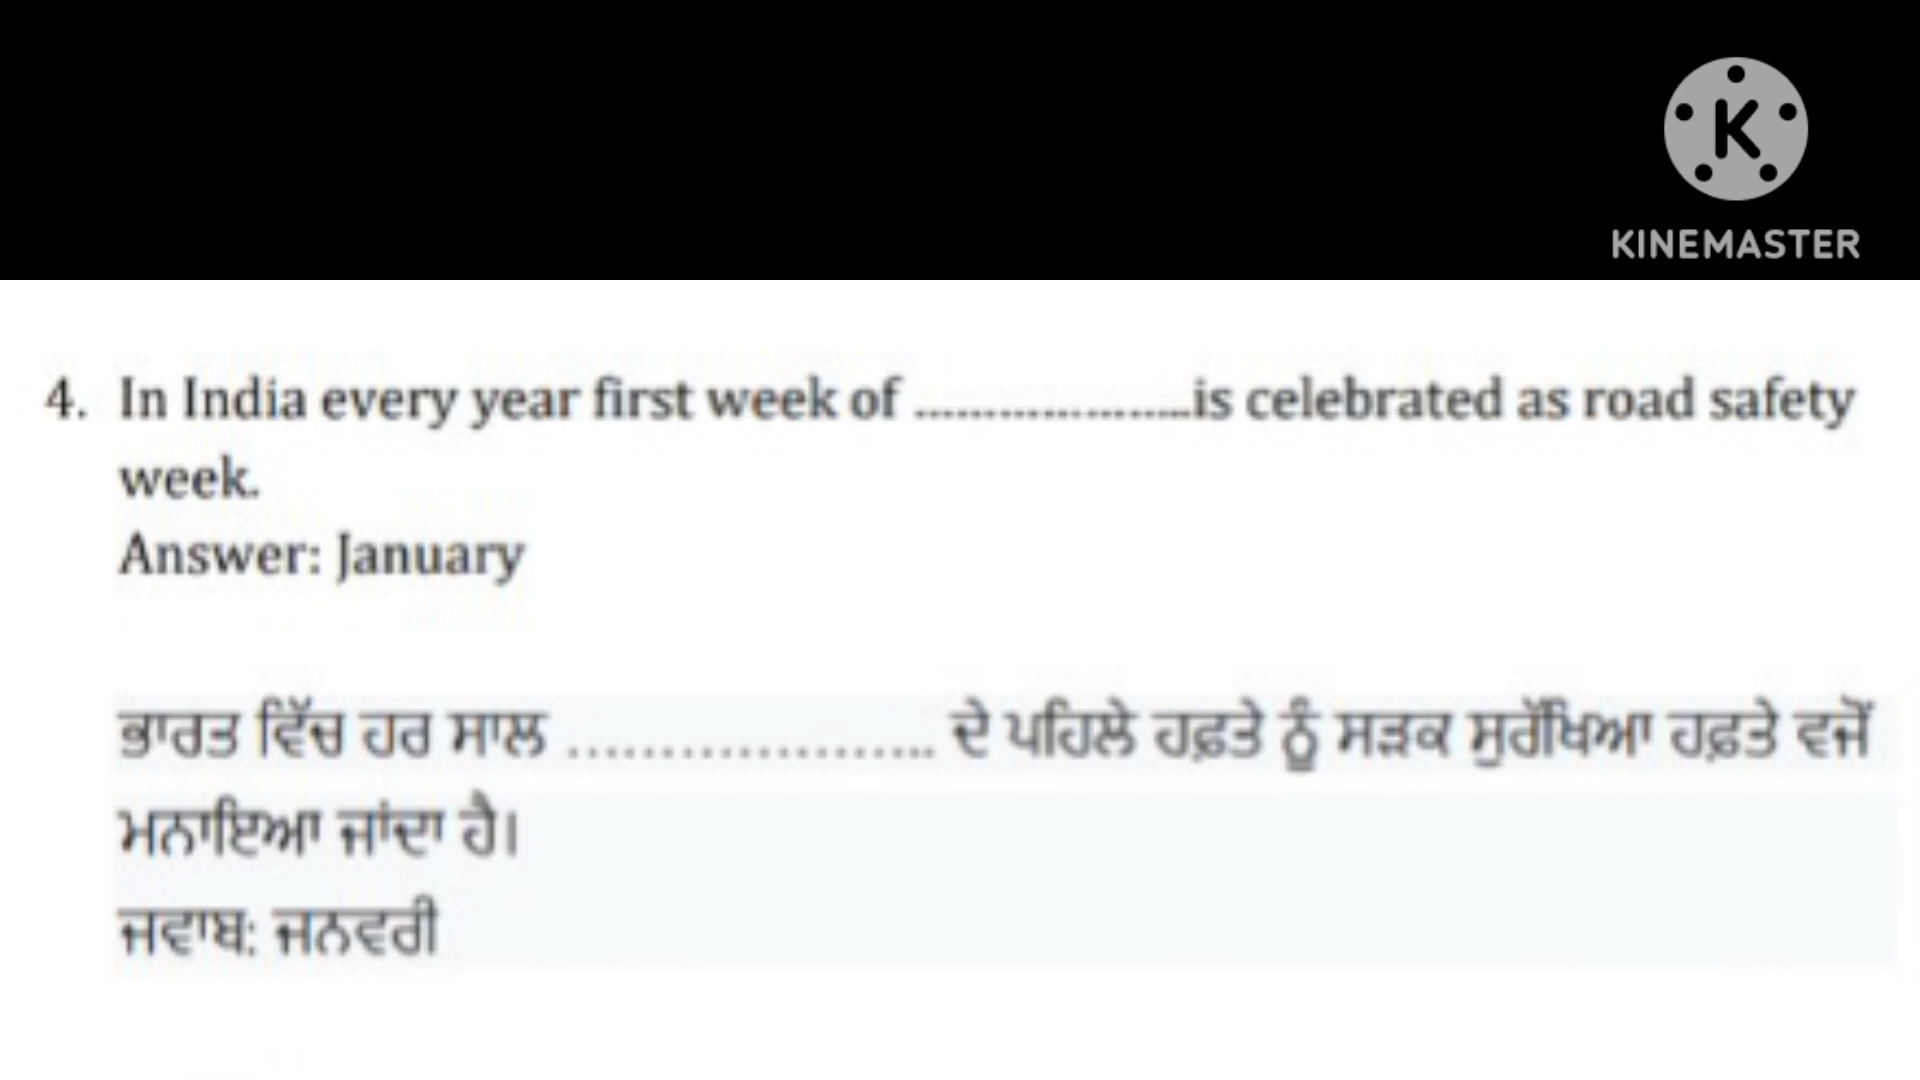 KINEMASTER
4. In India every year first week of ....................is celebrated as road safety
week.
Answer: January
ਭਾਰਤ ਵਿੱਚ ਹਰ ਸਾਲ .................... ਦੇ ਪਹਿਲੇ ਹਫ਼ਤੇ ਨੂੰ ਸੜਕ ਸੁਰੱਖਿਆ ਹਫ਼ਤੇ ਵਜੋਂ
ਮਨਾਇਆ ਜਾਂਦਾ ਹੈ।
ਜਵਾਬ: ਜਨਵਰੀ